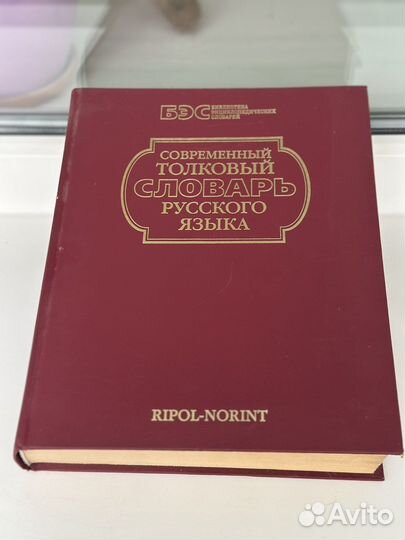 БЭС БИБЛИОТЕКА
ЭНЦИКЛОПЕДИЧЕСКИХ
СЛОВАРЕЙ
СОВРЕМЕННЫЙ
ТОЛКОВЫЙ
СЛОВАРЬ
РУССКОГО
ЯЗЫКА
RIPOL-NORINT
Avito